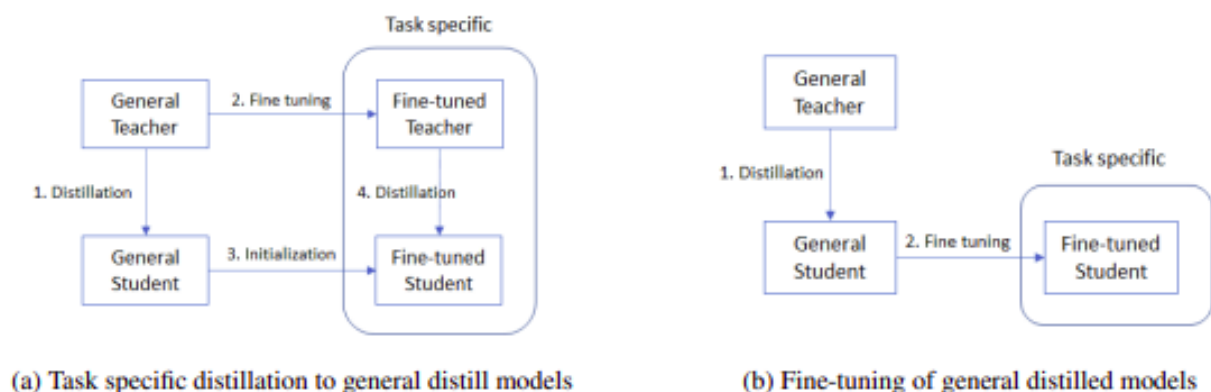 Task specific
General
Teacher
2. Fine tuning
Fine-tuned
Teacher
1. Distillation
4. Distillation
General
Student
3. Initialization
Fine-tuned
Student
(a) Task specific distillation to general distill models
General
Teacher
1. Distillation
Task specific
General
Student
2. Fine tuning
Fine-tuned
Student
(b) Fine-tuning of general distilled models